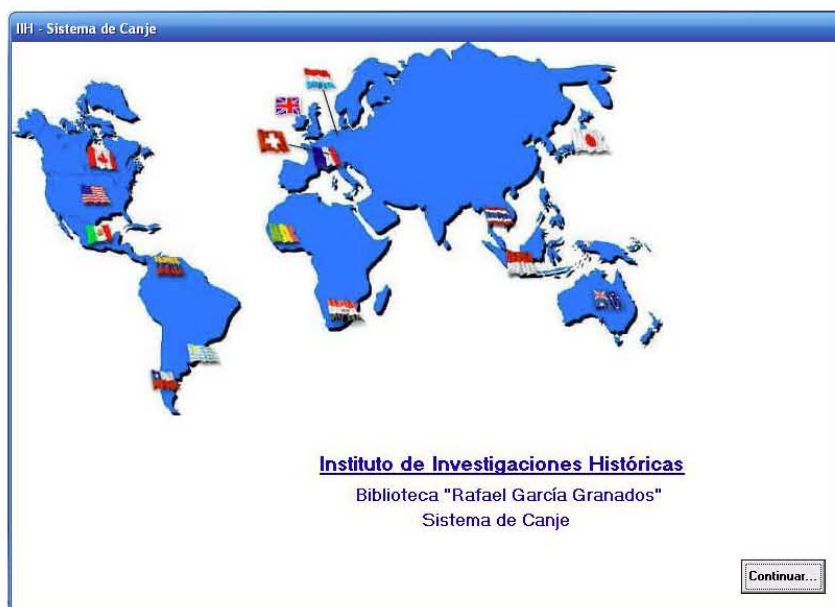 IIH - Sistema de Canje
Instituto de Investigaciones Históricas
Biblioteca "Rafael García Granados"
Sistema de Canje
Continuar...